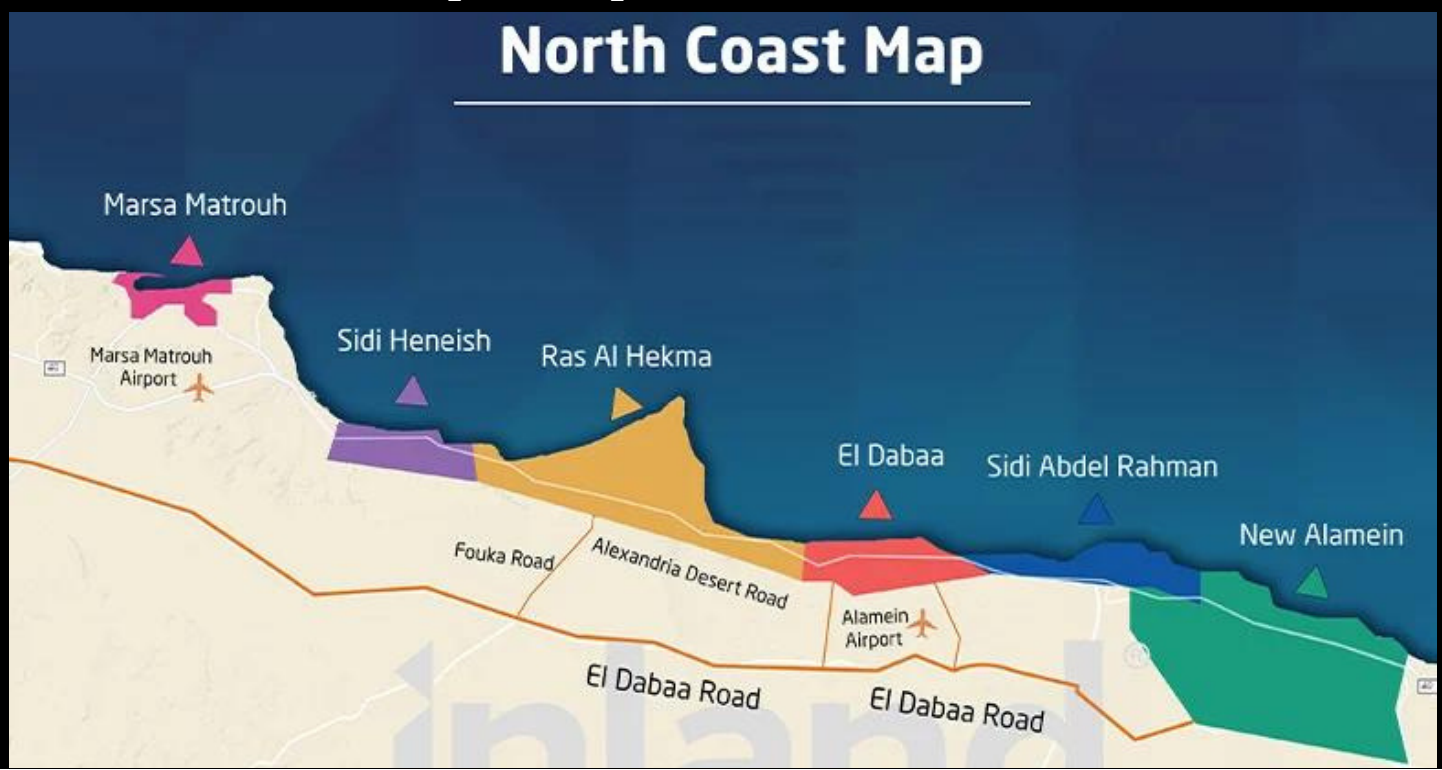 North Coast Map
Marsa Matrouh
Sidi Heneish
Ras Al Hekma
Marsa Matrouh
Airport
El Dabaa
Sidi Abdel Rahman
New Alamein
Fouka Road
Alexandria Desert Road
Alamein
Airport
El Dabaa Road
El Dabaa Road
inland